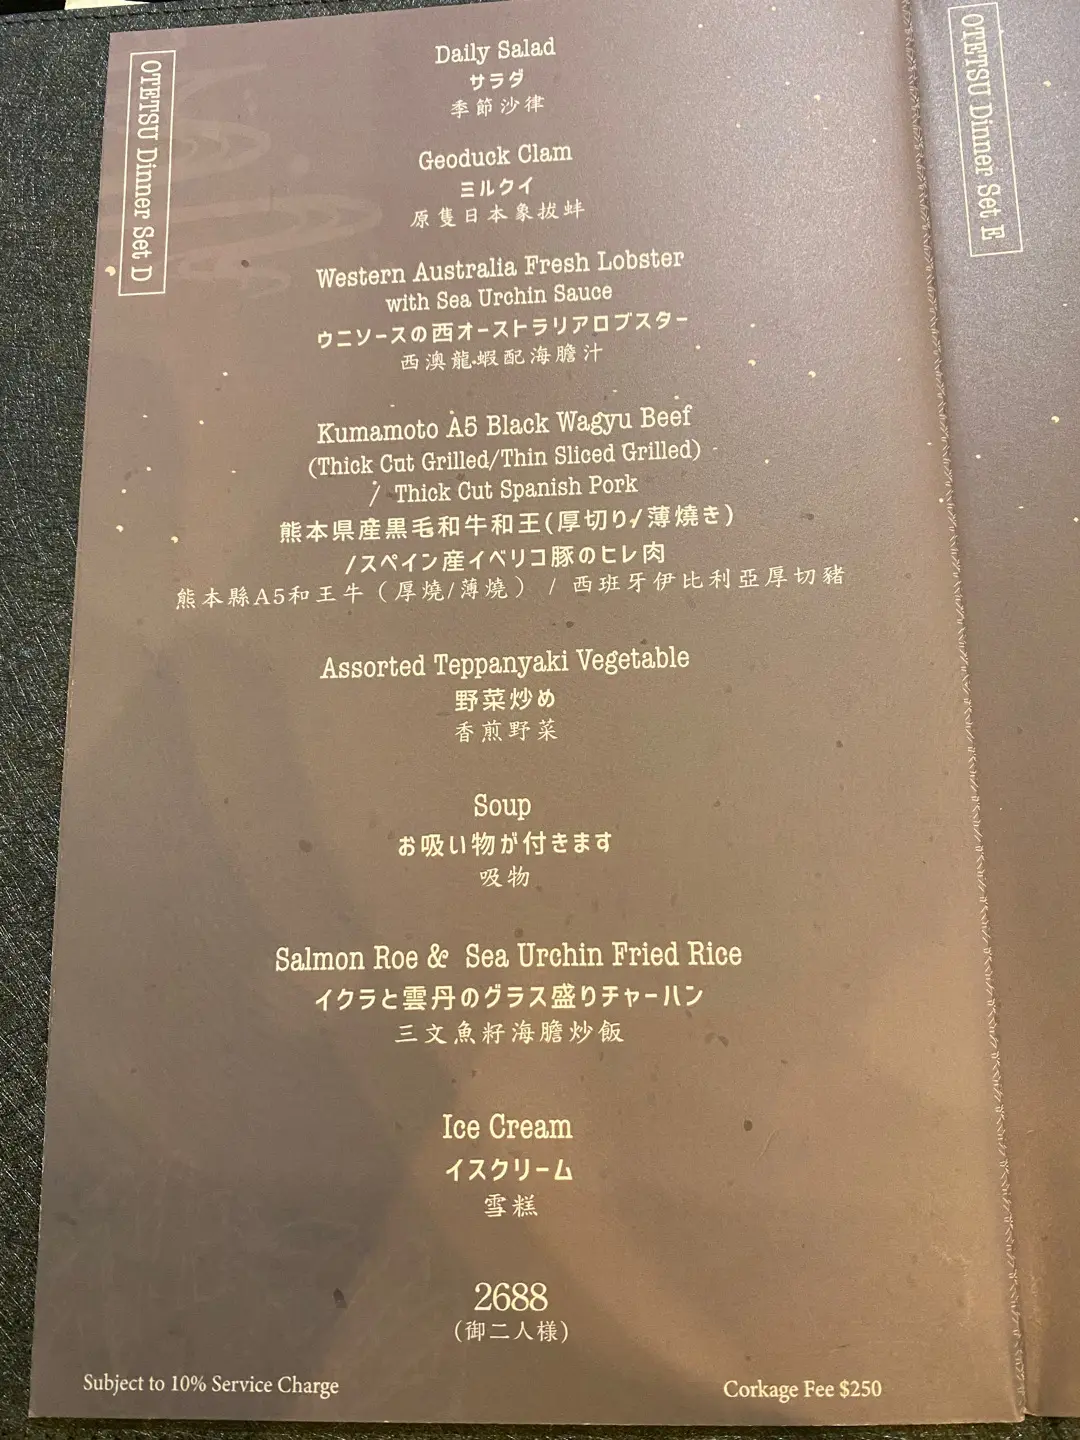 OTETSU Dinner Set D
Daily Salad
サラダ
季節沙律
Geoduck Clam
ミルクイ
原隻日本象拔蚌
Western Australia Fresh Lobster
with Sea Urchin Sauce
ウニソースの西オーストラリアロブスター
西澳龍蝦配海膽汁
Kumamoto A5 Black Wagyu Beef
(Thick Cut Grilled/Thin Sliced Grilled)
/ Thick Cut Spanish Pork
熊本県産黒毛和牛和王(厚切り/薄燒き)
/スペイン産イベリコ豚のヒレ肉
熊本縣A5和王牛（厚燒/薄燒） / 西班牙伊比利亞厚切豬
Assorted Teppanyaki Vegetable
野菜炒め
香煎野菜
Soup
お吸い物が付きます
吸物
Salmon Roe & Sea Urchin Fried Rice
イクラと雲丹のグラス盛りチャーハン
三文魚籽海膽炒飯
Ice Cream
イスクリーム
雪糕
2688
(御二人様)
Subject to 10% Service Charge
Corkage Fee $250
OTETSU Dinner Set E